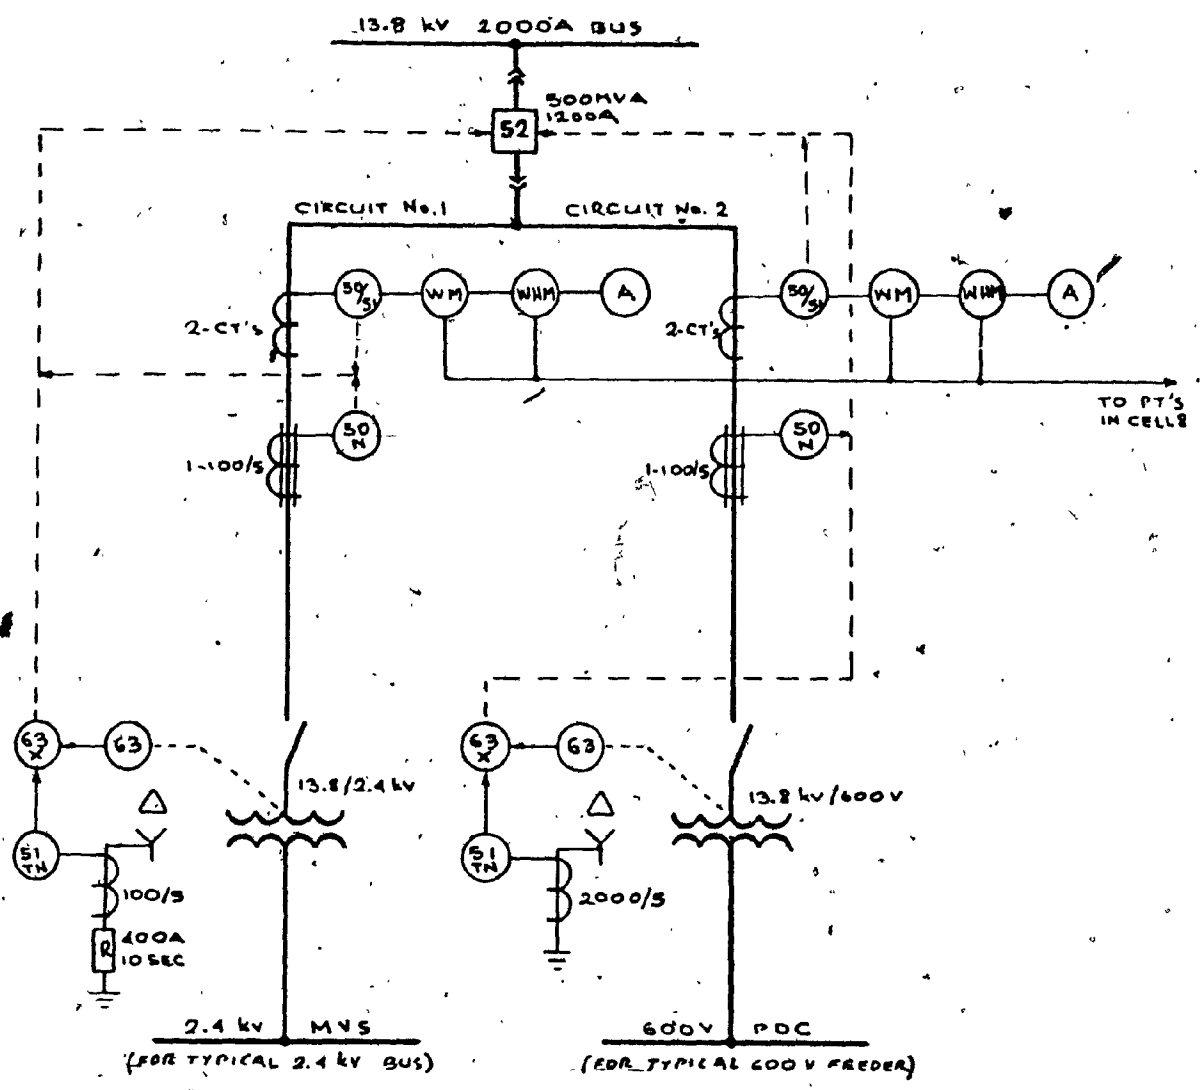 13.8 kV 2000A BUS
500MVA
1200A
52
CIRCUIT No.1
CIRCUIT No. 2
50/51
WM
WHM
A
50/51
WM
WHM
A
2-CT's
2-CT's
TO PT'S
IN CELL 8
50
N
50
N
1-100/5
1-100/5
63
X
63
63
X
63
13.8/2.4 kV
13.8 kV/600V
51
TN
51
TN
100/5
2000/5
R
400A
10 SEC
2.4 kV MVS
600V PDC
(FOR TYPICAL 2.4 kV BUS)
(FOR TYPICAL 600 V FEEDER)